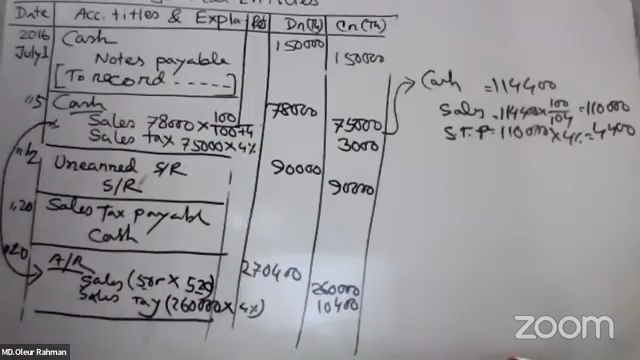 Date Acc. titles & Expla Dr(Tk) Cr(Tk)
2016 Cash 150000
July 1 Notes payable 150000
[To record ------]
"5 Cash 78000
Sales 78000 × 100/100+4 75000
Sales tax 75000 × 4% 3000
Unearned S/R 90000
S/R 90000
"20 Sales tax payable
Cash
"20 A/R 270400
Sales (500 × 520) 260000
Sales Tax (260000 × 4%) 10400
Cash = 114400
Sales = 114400 × 100/104 = 110000
S.T.P = 110000 × 4% = 4400
zoom
MD.Oleur Rahman